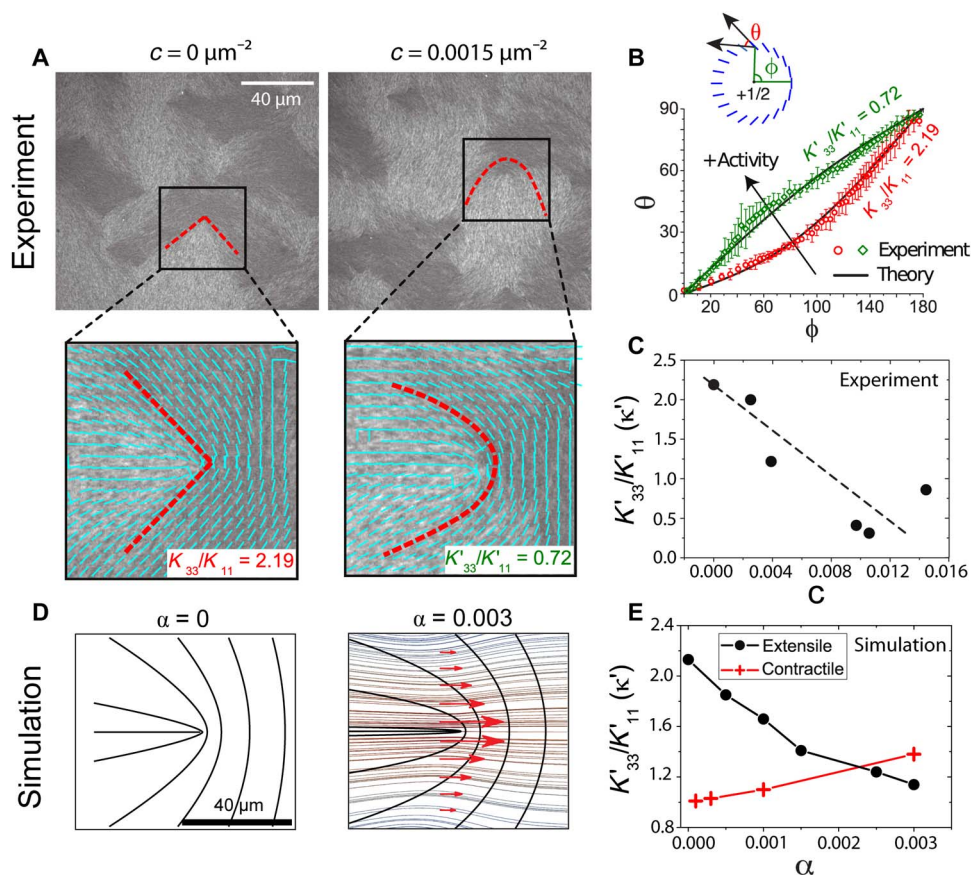 A
c = 0 μm⁻²
c = 0.0015 μm⁻²
40 μm
Experiment
K₃₃/K₁₁ = 2.19
K'₃₃/K'₁₁ = 0.72
B
θ
ϕ
+1/2
K'₃₃/K'₁₁ = 0.72
K₃₃/K₁₁ = 2.19
+Activity
Experiment
Theory
θ
90
60
30
0
20 60 100 140 180
ϕ
C
Experiment
K'₃₃/K'₁₁ (κ')
2.5
2.0
1.5
1.0
0.5
0.0
0.000 0.004 0.008 0.012 0.016
C
D
α = 0
α = 0.003
Simulation
40 μm
E
Extensile
Contractile
Simulation
K'₃₃/K'₁₁ (κ')
2.4
2.0
1.6
1.2
0.8
0.000 0.001 0.002 0.003
α